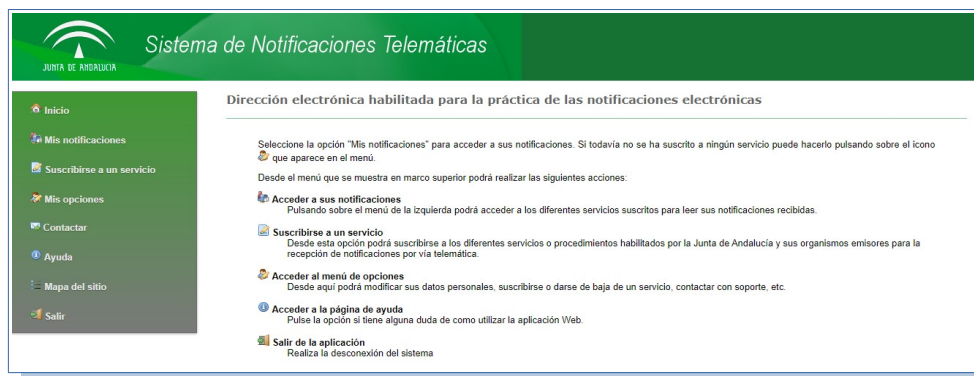 JUNTA DE ANDALUCIA
Sistema de Notificaciones Telemáticas
Inicio
Mis notificaciones
Suscribirse a un servicio
Mis opciones
Contactar
Ayuda
Mapa del sitio
Salir
Dirección electrónica habilitada para la práctica de las notificaciones electrónicas
Seleccione la opción "Mis notificaciones" para acceder a sus notificaciones. Si todavía no se ha suscrito a ningún servicio puede hacerlo pulsando sobre el icono
que aparece en el menú.
Desde el menú que se muestra en marco superior podrá realizar las siguientes acciones:
Acceder a sus notificaciones
Pulsando sobre el menú de la izquierda podrá acceder a los diferentes servicios suscritos para leer sus notificaciones recibidas.
Suscribirse a un servicio
Desde esta opción podrá suscribirse a los diferentes servicios o procedimientos habilitados por la Junta de Andalucía y sus organismos emisores para la
recepción de notificaciones por vía telemática.
Acceder al menú de opciones
Desde aquí podrá modificar sus datos personales, suscribirse o darse de baja de un servicio, contactar con soporte, etc.
Acceder a la página de ayuda
Pulse la opción si tiene alguna duda de como utilizar la aplicación Web.
Salir de la aplicación
Realiza la desconexión del sistema